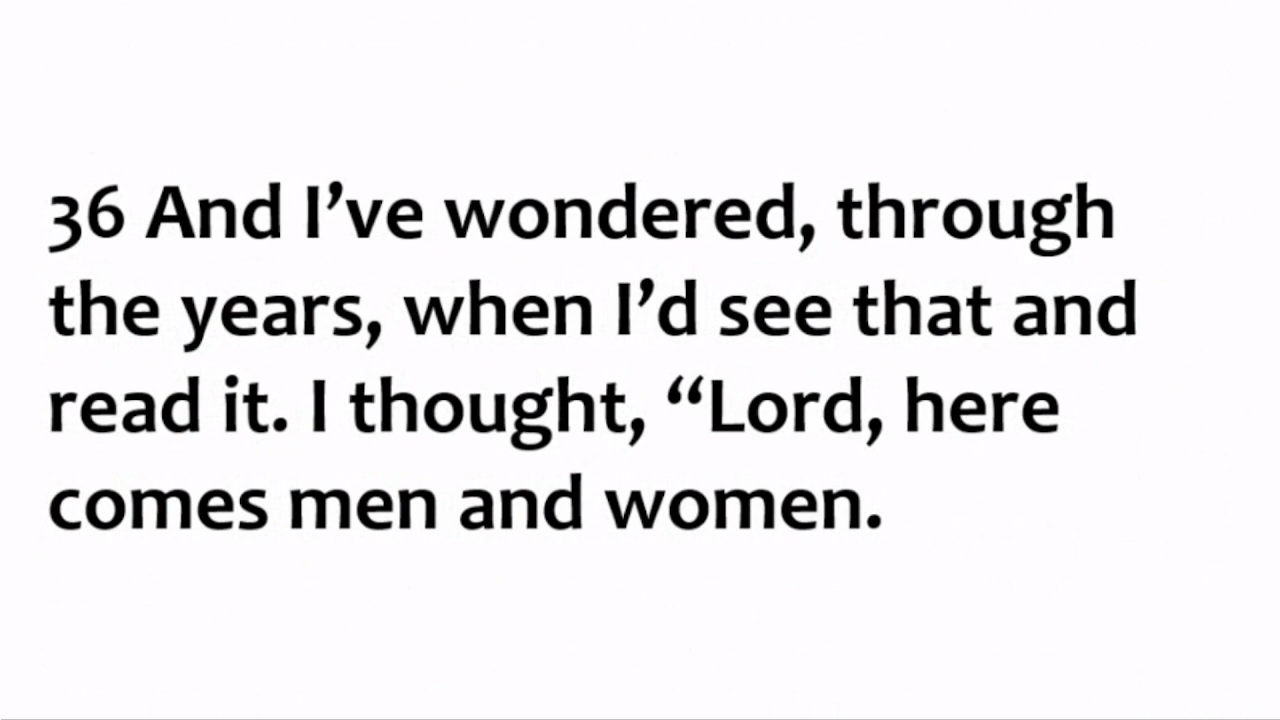 36 And I’ve wondered, through
the years, when I’d see that and
read it. I thought, “Lord, here
comes men and women.